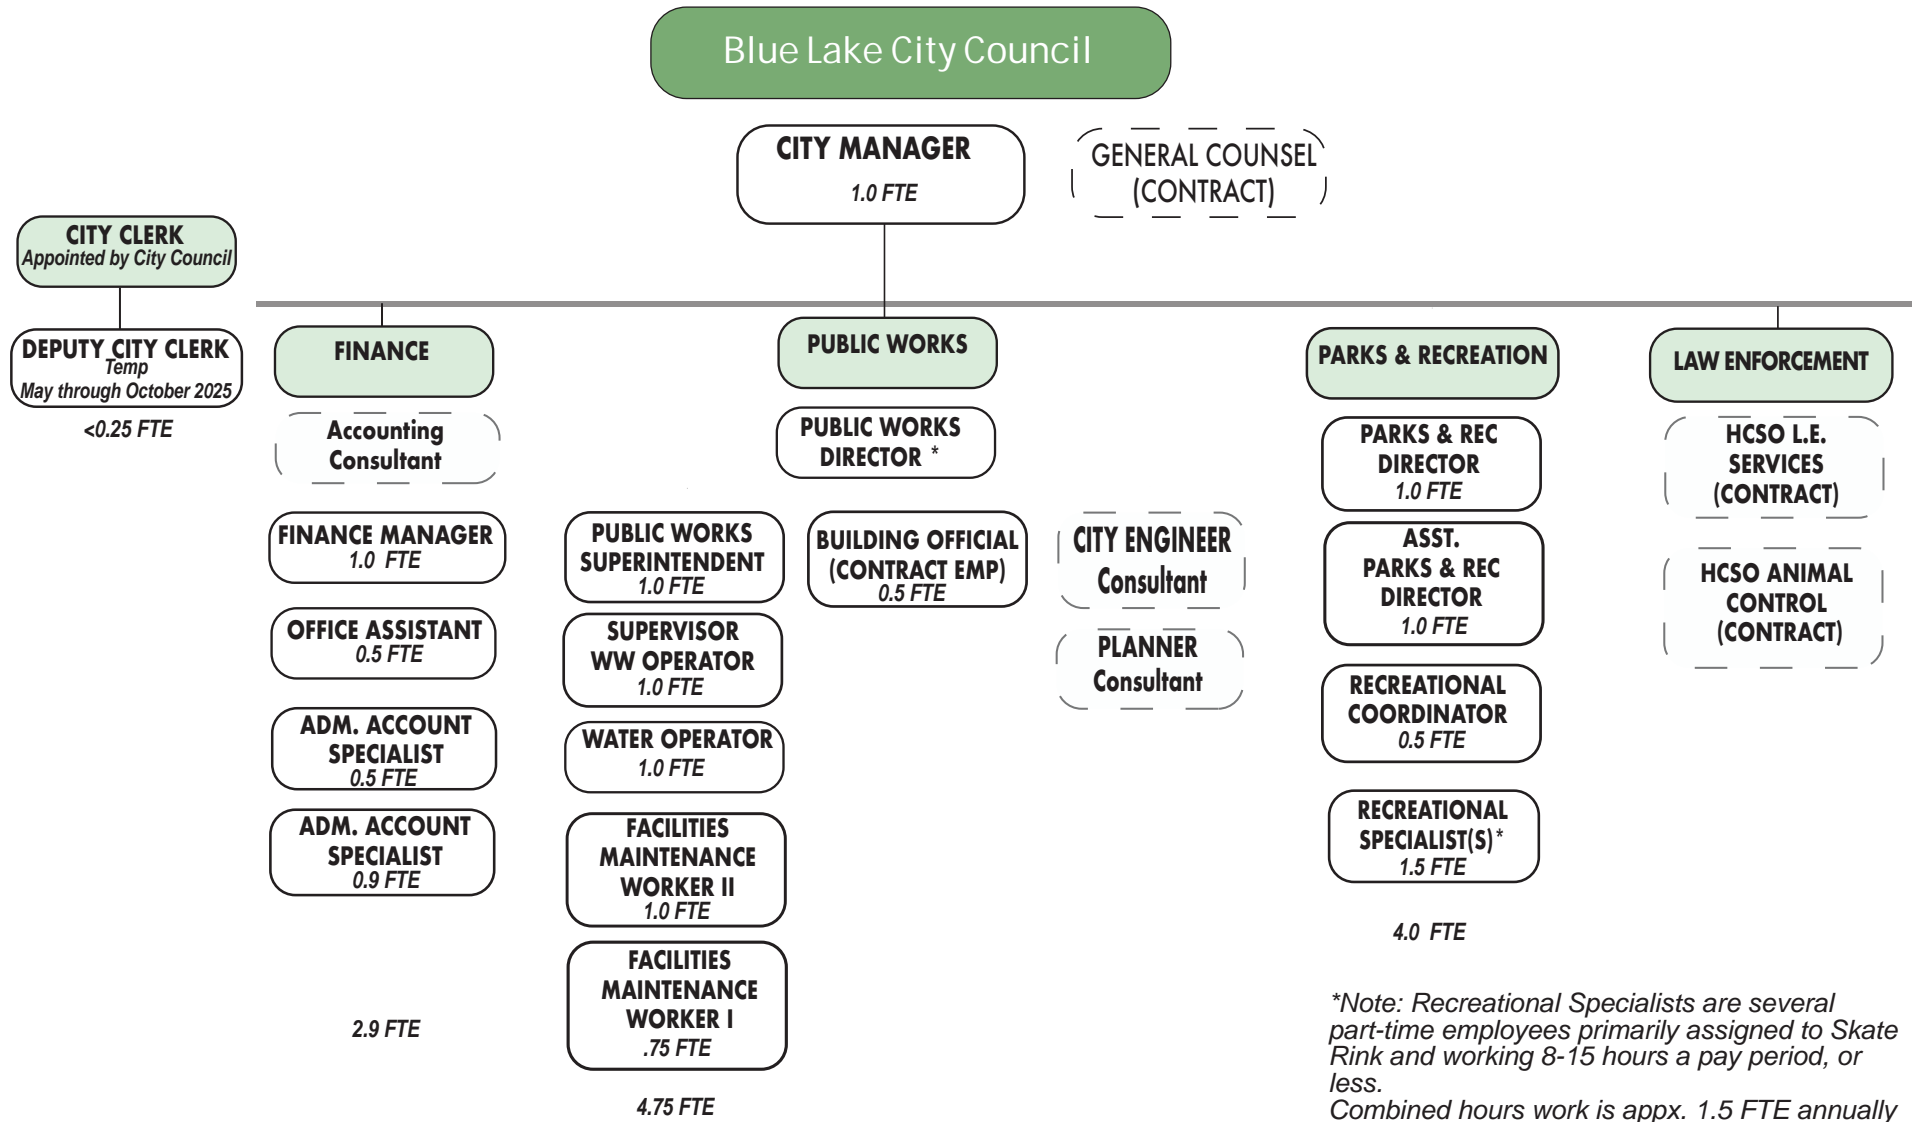 Blue Lake City Council
CITY MANAGER
1.0 FTE
GENERAL COUNSEL
(CONTRACT)
CITY CLERK
Appointed by City Council
DEPUTY CITY CLERK
Temp
May through October 2025
<0.25 FTE
FINANCE
Accounting
Consultant
FINANCE MANAGER
1.0 FTE
OFFICE ASSISTANT
0.5 FTE
ADM. ACCOUNT
SPECIALIST
0.5 FTE
ADM. ACCOUNT
SPECIALIST
0.9 FTE
2.9 FTE
PUBLIC WORKS
PUBLIC WORKS
DIRECTOR *
PUBLIC WORKS
SUPERINTENDENT
1.0 FTE
SUPERVISOR
WW OPERATOR
1.0 FTE
WATER OPERATOR
1.0 FTE
FACILITIES
MAINTENANCE
WORKER II
1.0 FTE
FACILITIES
MAINTENANCE
WORKER I
.75 FTE
4.75 FTE
BUILDING OFFICIAL
(CONTRACT EMP)
0.5 FTE
CITY ENGINEER
Consultant
PLANNER
Consultant
PARKS & RECREATION
PARKS & REC
DIRECTOR
1.0 FTE
ASST.
PARKS & REC
DIRECTOR
1.0 FTE
RECREATIONAL
COORDINATOR
0.5 FTE
RECREATIONAL
SPECIALIST(S)*
1.5 FTE
4.0 FTE
*Note: Recreational Specialists are several
part-time employees primarily assigned to Skate
Rink and working 8-15 hours a pay period, or
less.
Combined hours work is appx. 1.5 FTE annually
LAW ENFORCEMENT
HCSO L.E.
SERVICES
(CONTRACT)
HCSO ANIMAL
CONTROL
(CONTRACT)